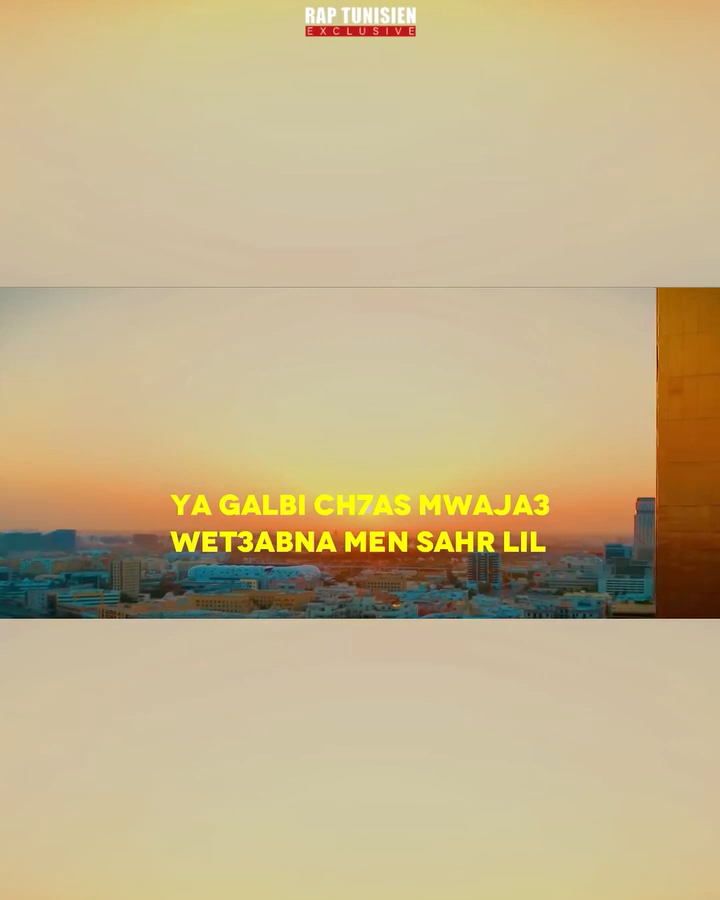 RAP TUNISIEN
EXCLUSIVE
YA GALBI CH7AS MWAJA3
WET3ABNA MEN SAHR LIL